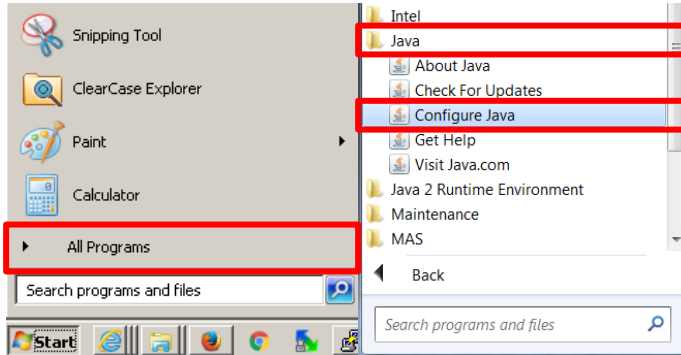 Snipping Tool
ClearCase Explorer
Paint
Calculator
All Programs
Search programs and files
Start
Intel
Java
About Java
Check For Updates
Configure Java
Get Help
Visit Java.com
Java 2 Runtime Environment
Maintenance
MAS
Back
Search programs and files